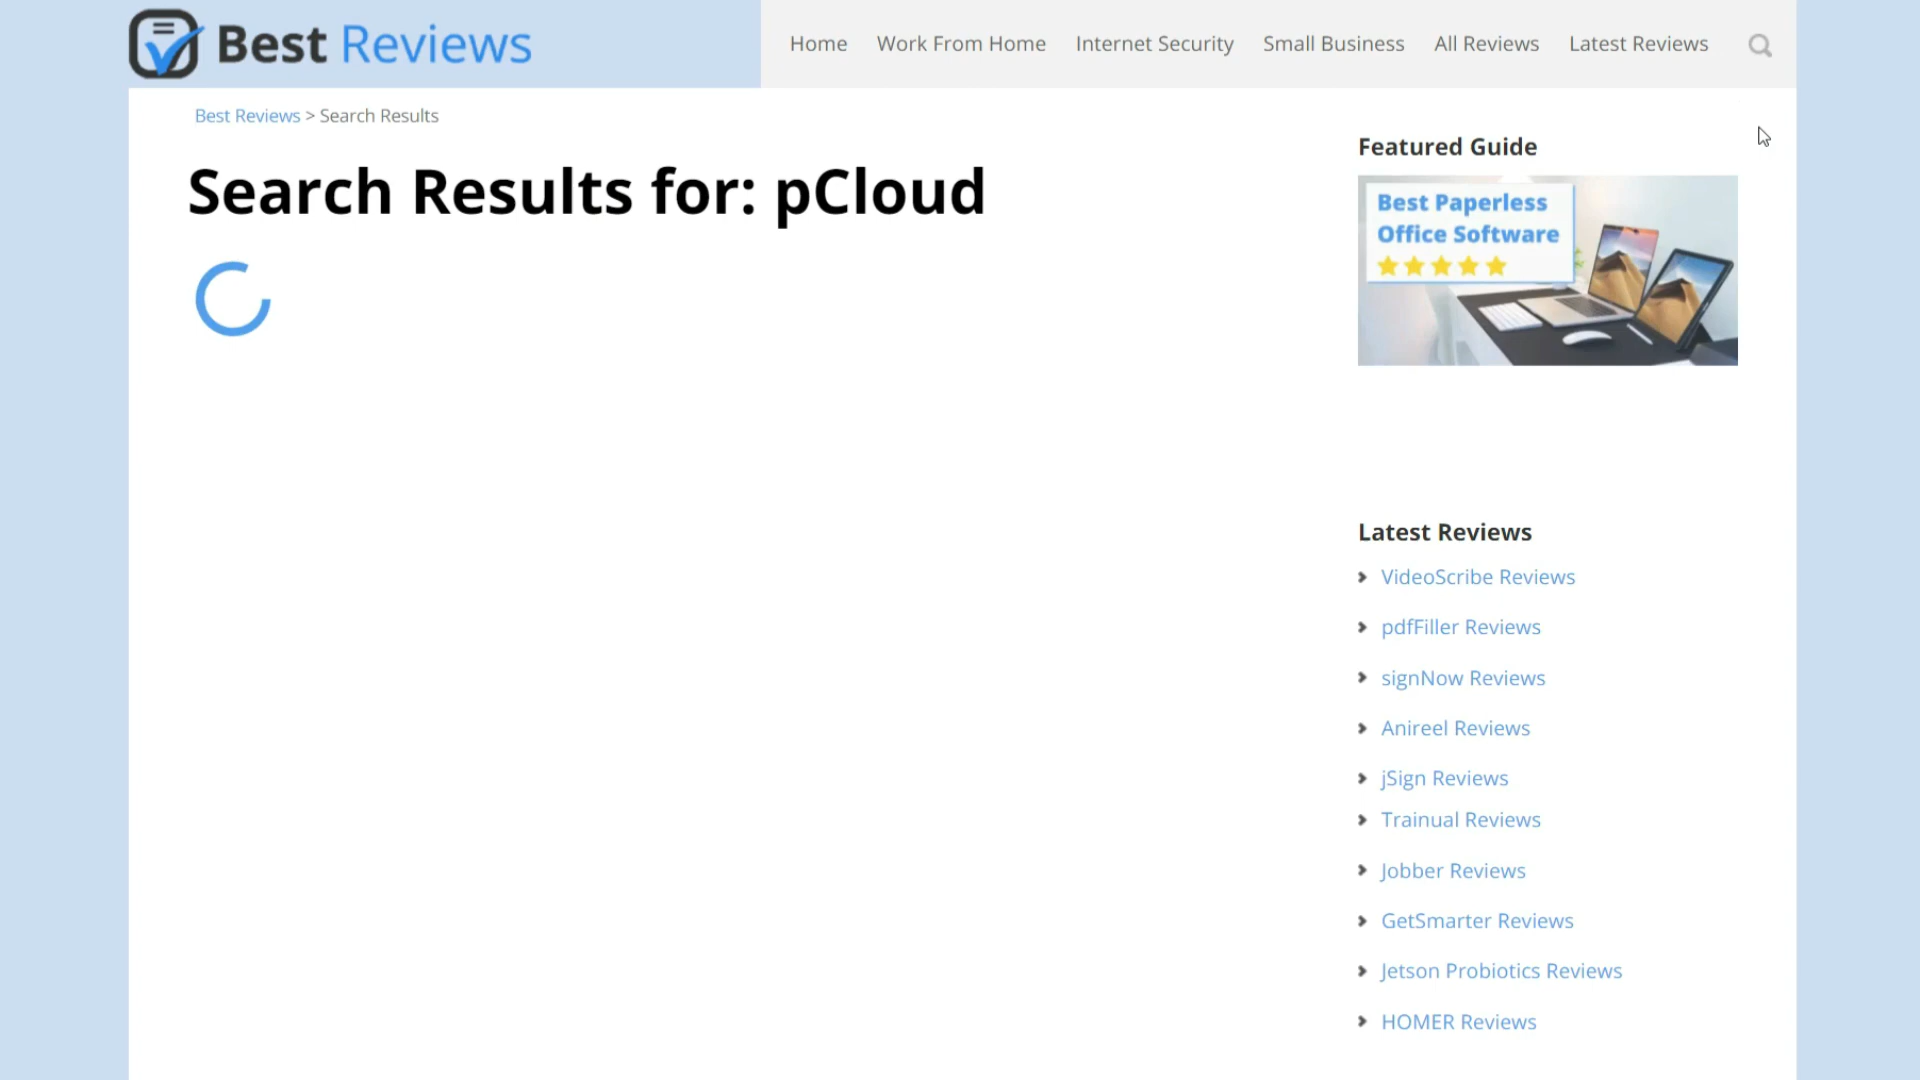 Best Reviews
Home
Work From Home
Internet Security
Small Business
All Reviews
Latest Reviews
Best Reviews > Search Results
Search Results for: pCloud
Featured Guide
Best Paperless
Office Software
Latest Reviews
VideoScribe Reviews
pdfFiller Reviews
signNow Reviews
Anireel Reviews
jSign Reviews
Trainual Reviews
Jobber Reviews
GetSmarter Reviews
Jetson Probiotics Reviews
HOMER Reviews